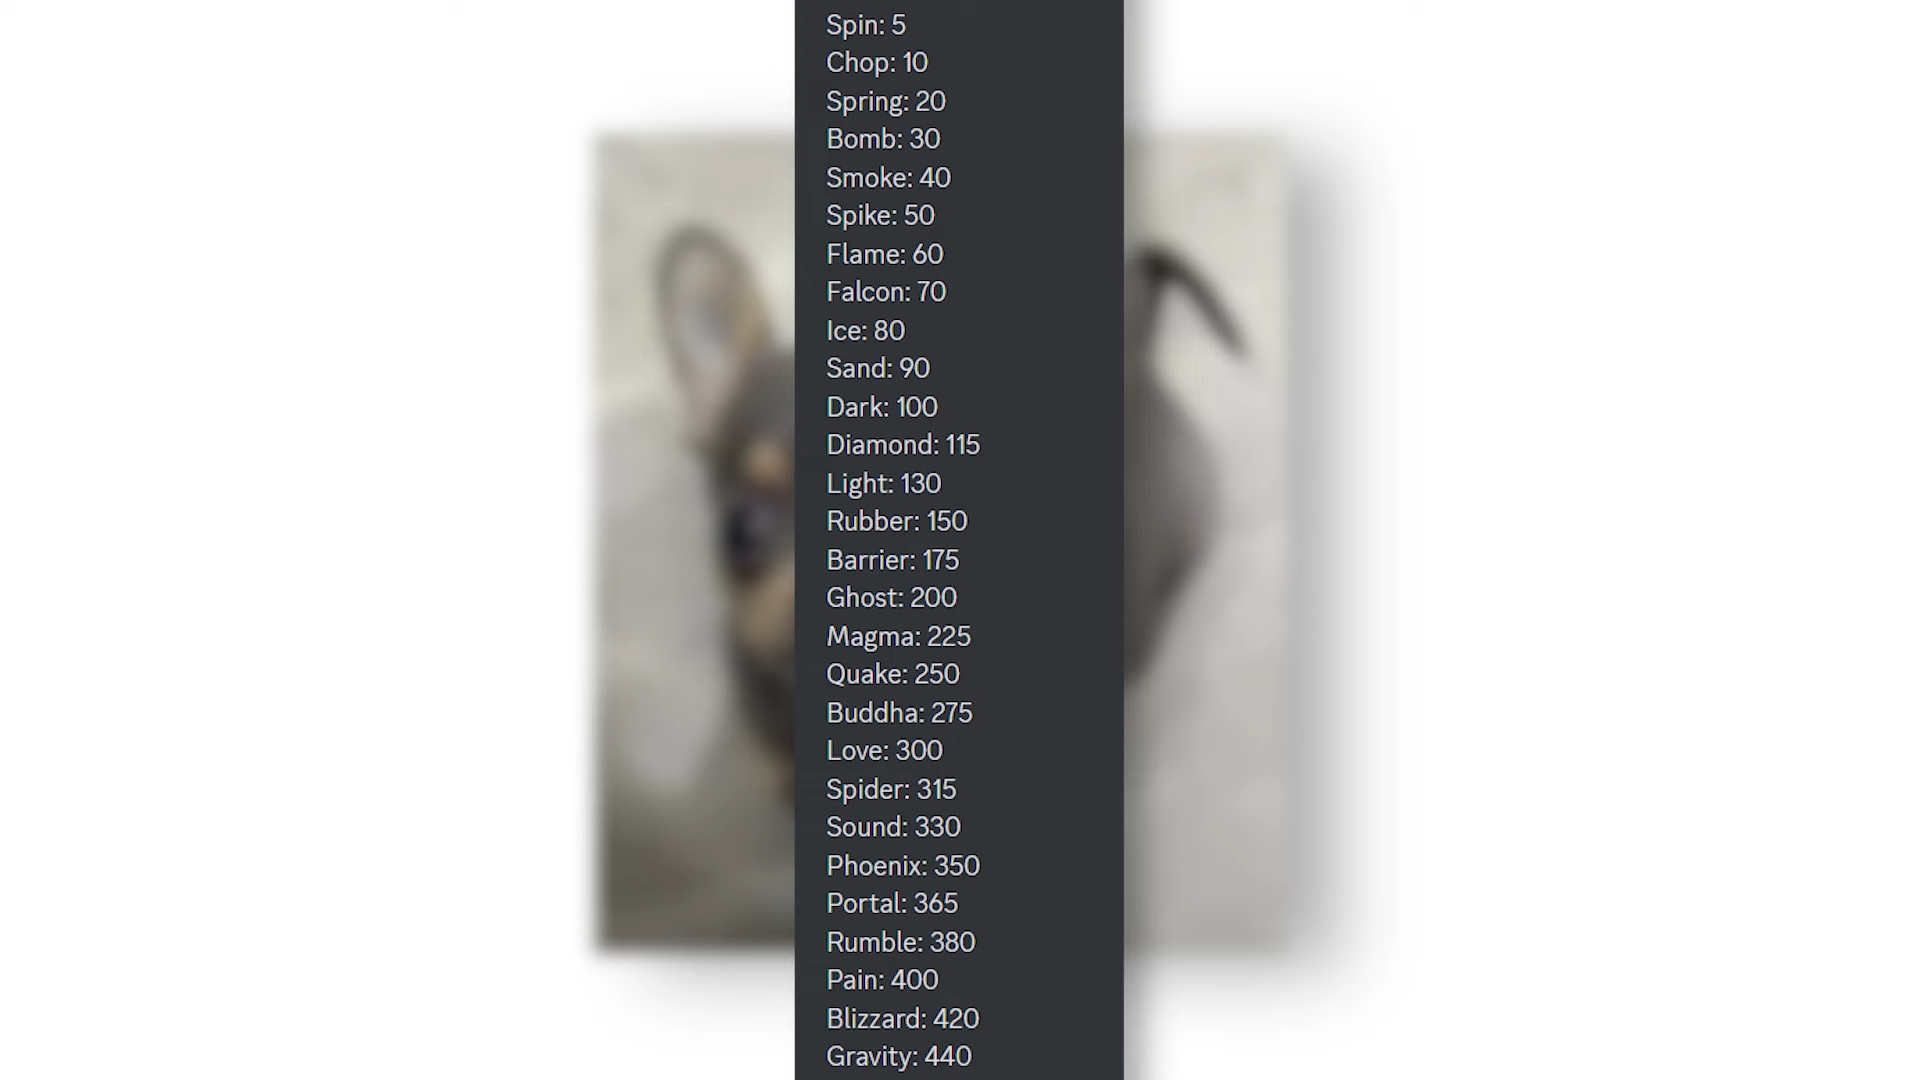 Spin: 5
Chop: 10
Spring: 20
Bomb: 30
Smoke: 40
Spike: 50
Flame: 60
Falcon: 70
Ice: 80
Sand: 90
Dark: 100
Diamond: 115
Light: 130
Rubber: 150
Barrier: 175
Ghost: 200
Magma: 225
Quake: 250
Buddha: 275
Love: 300
Spider: 315
Sound: 330
Phoenix: 350
Portal: 365
Rumble: 380
Pain: 400
Blizzard: 420
Gravity: 440